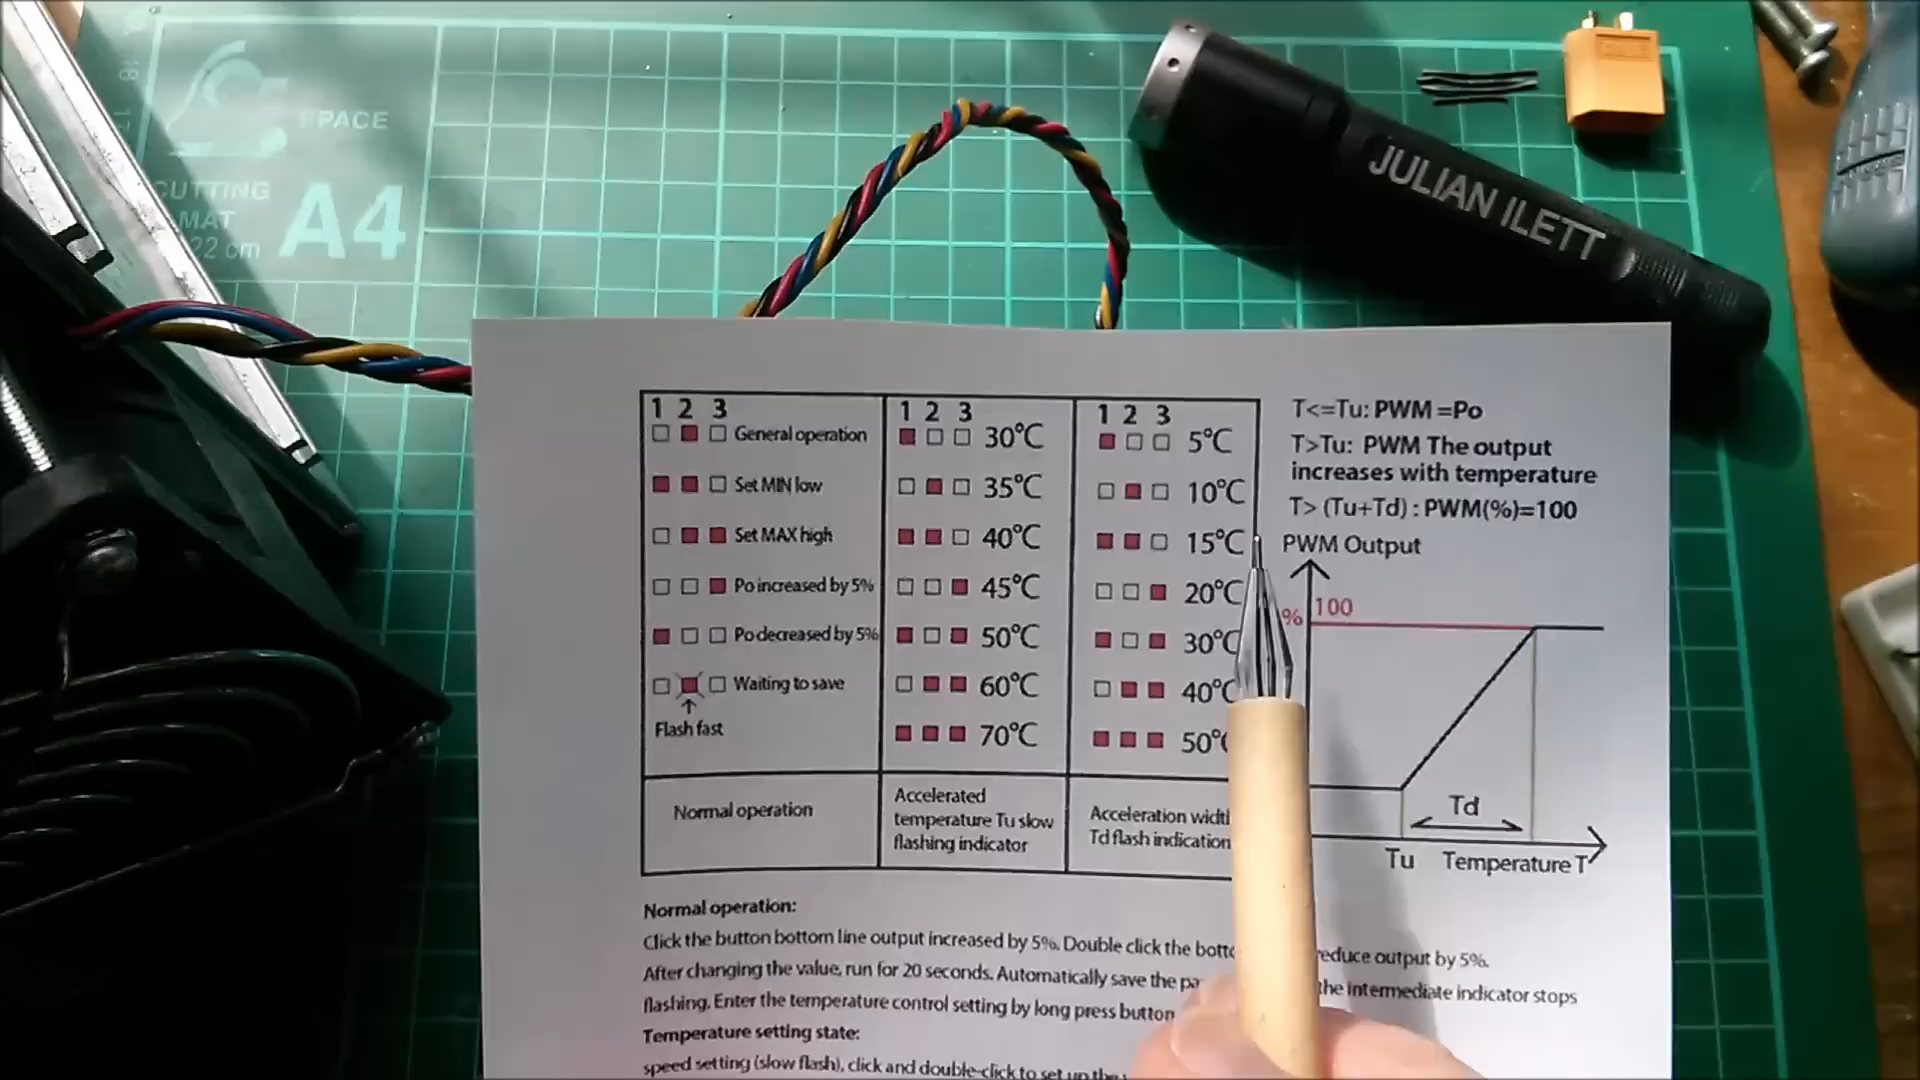 SPACE
CUTTING
MAT
22 cm
A4
18
JULIAN ILETT
1 2 3
General operation
Set MIN low
Set MAX high
Po increased by 5%
Po decreased by 5%
Waiting to save
Flash fast
Normal operation
1 2 3
30°C
35°C
40°C
45°C
50°C
60°C
70°C
Accelerated
temperature Tu slow
flashing indicator
1 2 3
5°C
10°C
15°C
20°C
30°C
40°C
50°
Acceleration
Td flash indication
T<=Tu: PWM =Po
T>Tu: PWM The output
increases with temperature
T> (Tu+Td) : PWM(%)=100
PWM Output
% 100
Td
Tu Temperature T
Normal operation:
Click the button bottom line output increased by 5%. Double click the reduce output by 5%.
After changing the value, run for 20 seconds. Automatically save the the intermediate indicator stops
flashing. Enter the temperature control setting by long press button
Temperature setting state:
speed setting (slow flash), click and double-click to set up the